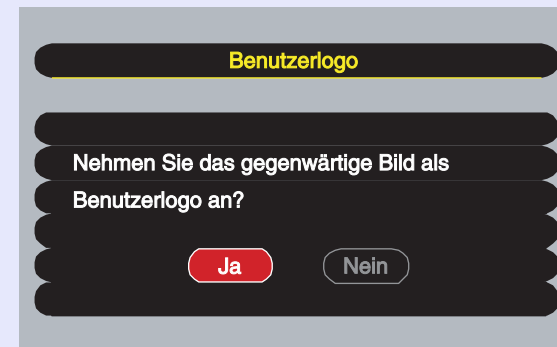 Benutzerlogo
Nehmen Sie das gegenwärtige Bild als
Benutzerlogo an?
Ja Nein